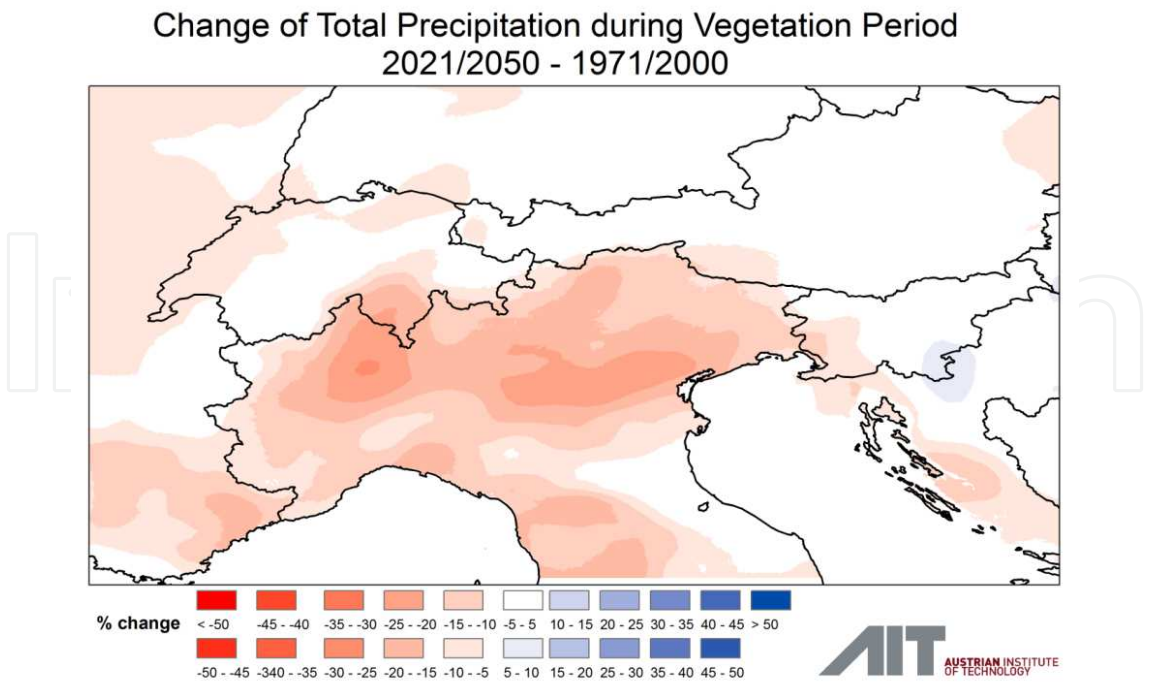 Change of Total Precipitation during Vegetation Period
2021/2050 - 1971/2000
% change
< -50 -45 - -40 -35 - -30 -25 - -20 -15 - -10 -5 - 5 10 - 15 20 - 25 30 - 35 40 - 45 > 50
-50 - -45 -340 - -35 -30 - -25 -20 - -15 -10 - -5 5 - 10 15 - 20 25 - 30 35 - 40 45 - 50
AIT AUSTRIAN INSTITUTE
OF TECHNOLOGY